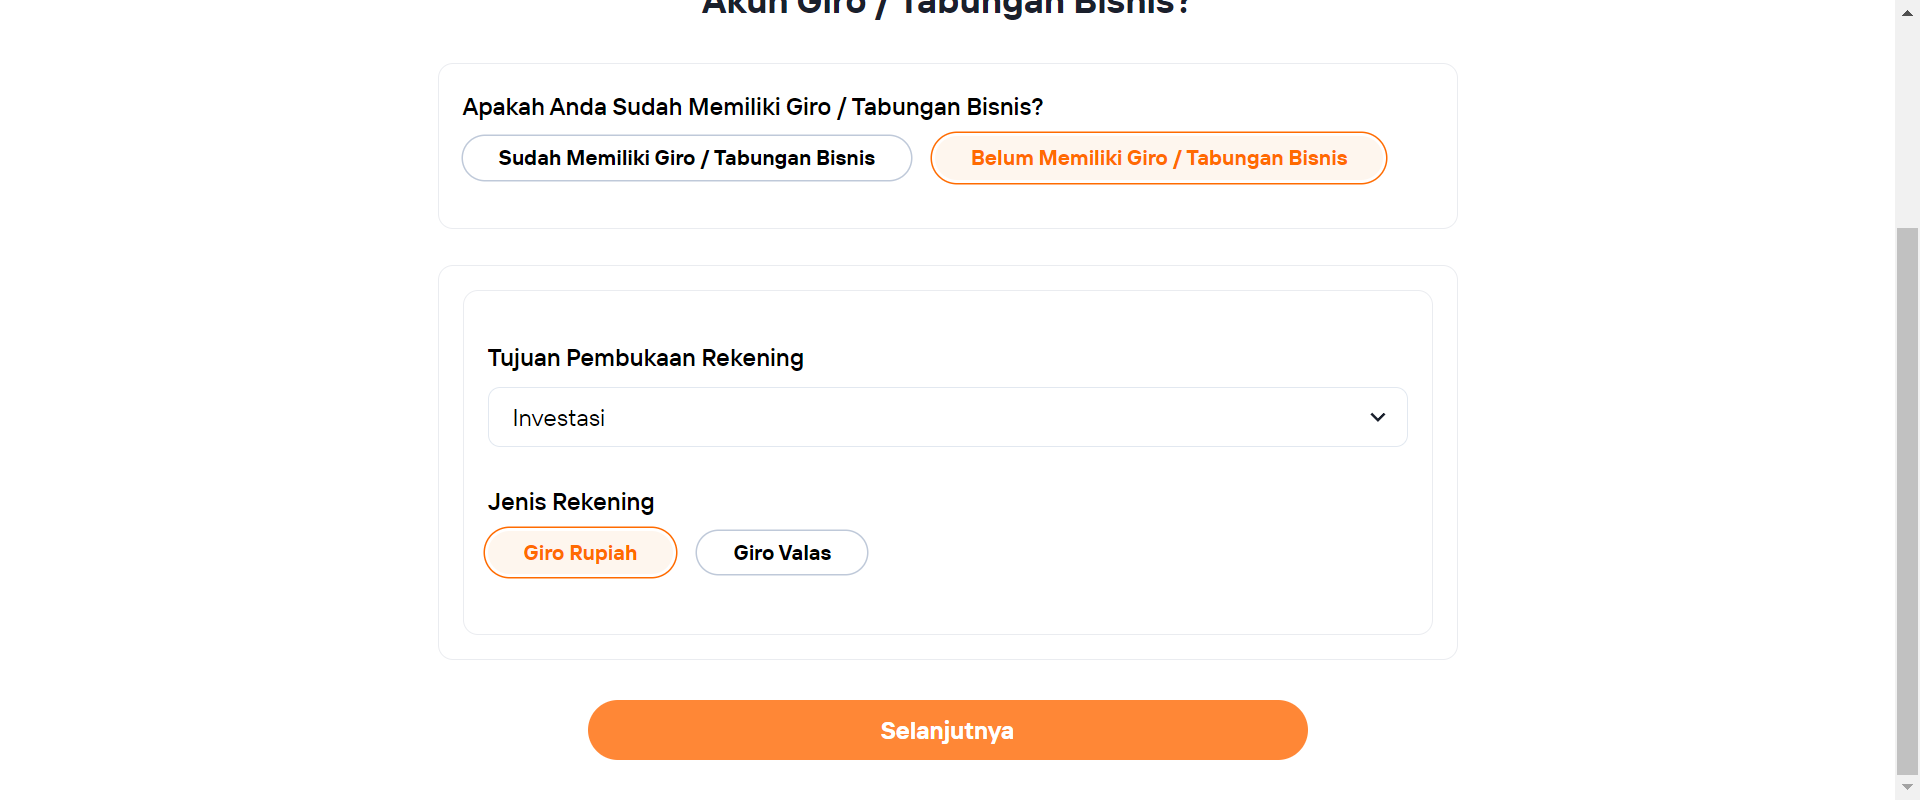 Akun Giro / Tabungan Bisnis?
Apakah Anda Sudah Memiliki Giro / Tabungan Bisnis?
Sudah Memiliki Giro / Tabungan Bisnis
Belum Memiliki Giro / Tabungan Bisnis
Tujuan Pembukaan Rekening
Investasi
Jenis Rekening
Giro Rupiah
Giro Valas
Selanjutnya